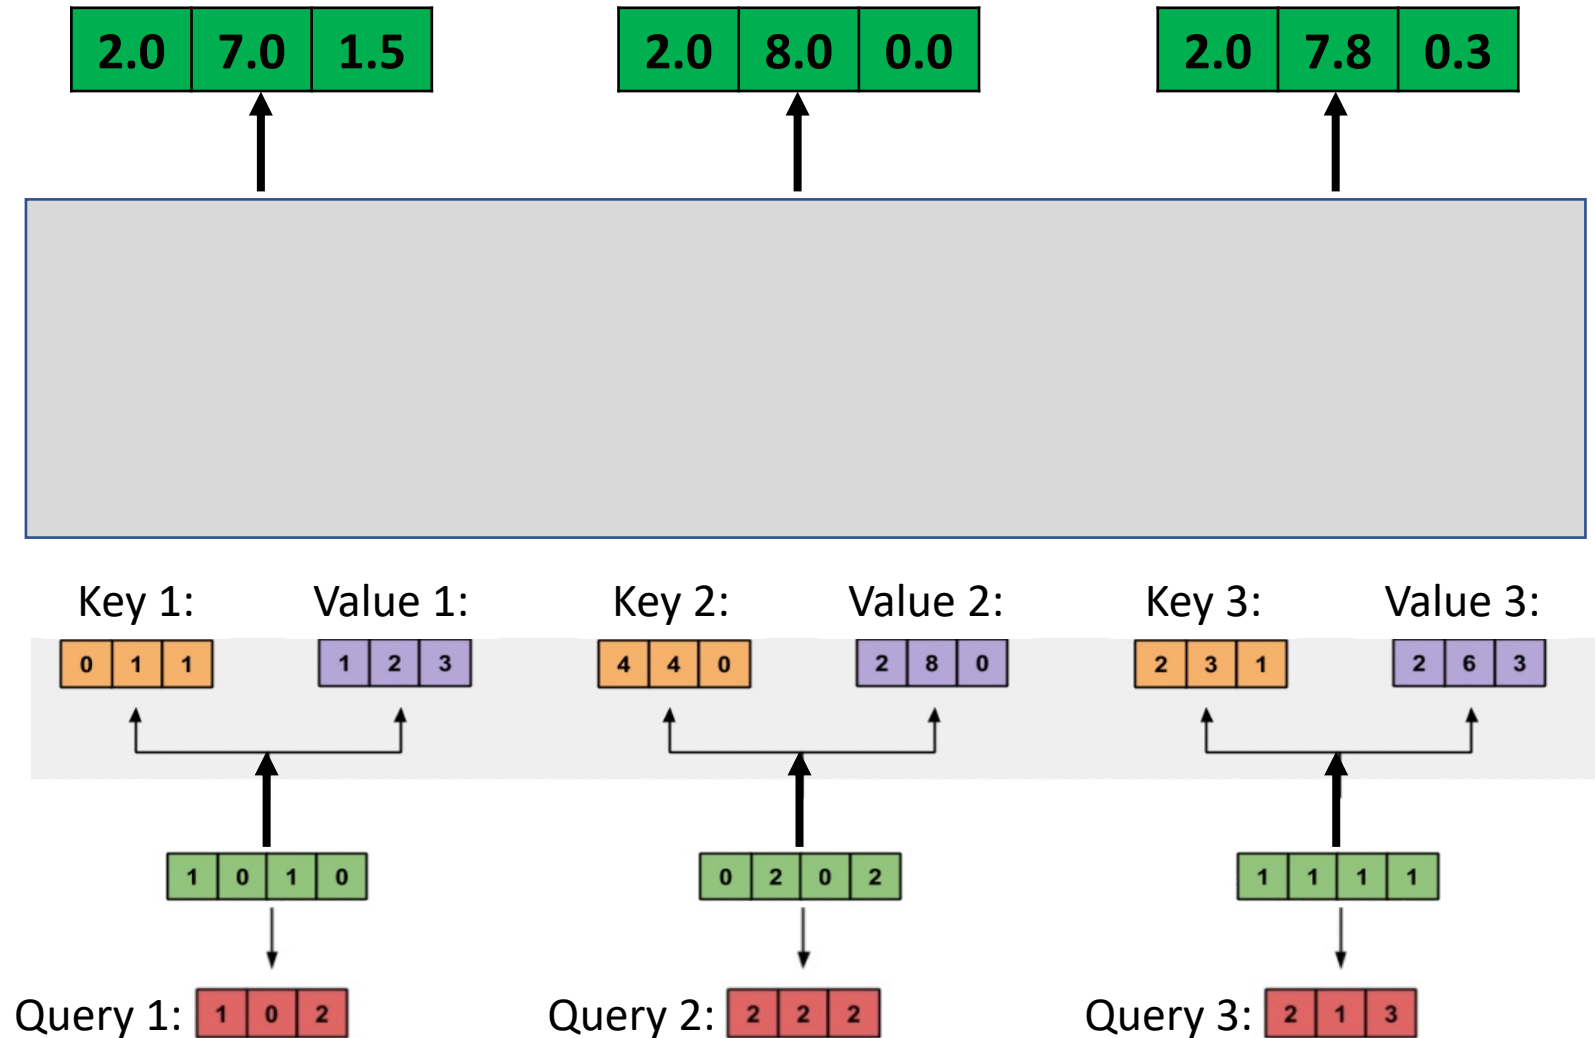 2.0 7.0 1.5 2.0 8.0 0.0 2.0 7.8 0.3
Key 1: Value 1: Key 2: Value 2: Key 3: Value 3:
0 1 1 1 2 3 4 4 0 2 8 0 2 3 1 2 6 3
1 0 1 0 0 2 0 2 1 1 1 1
Query 1: 1 0 2 Query 2: 2 2 2 Query 3: 2 1 3